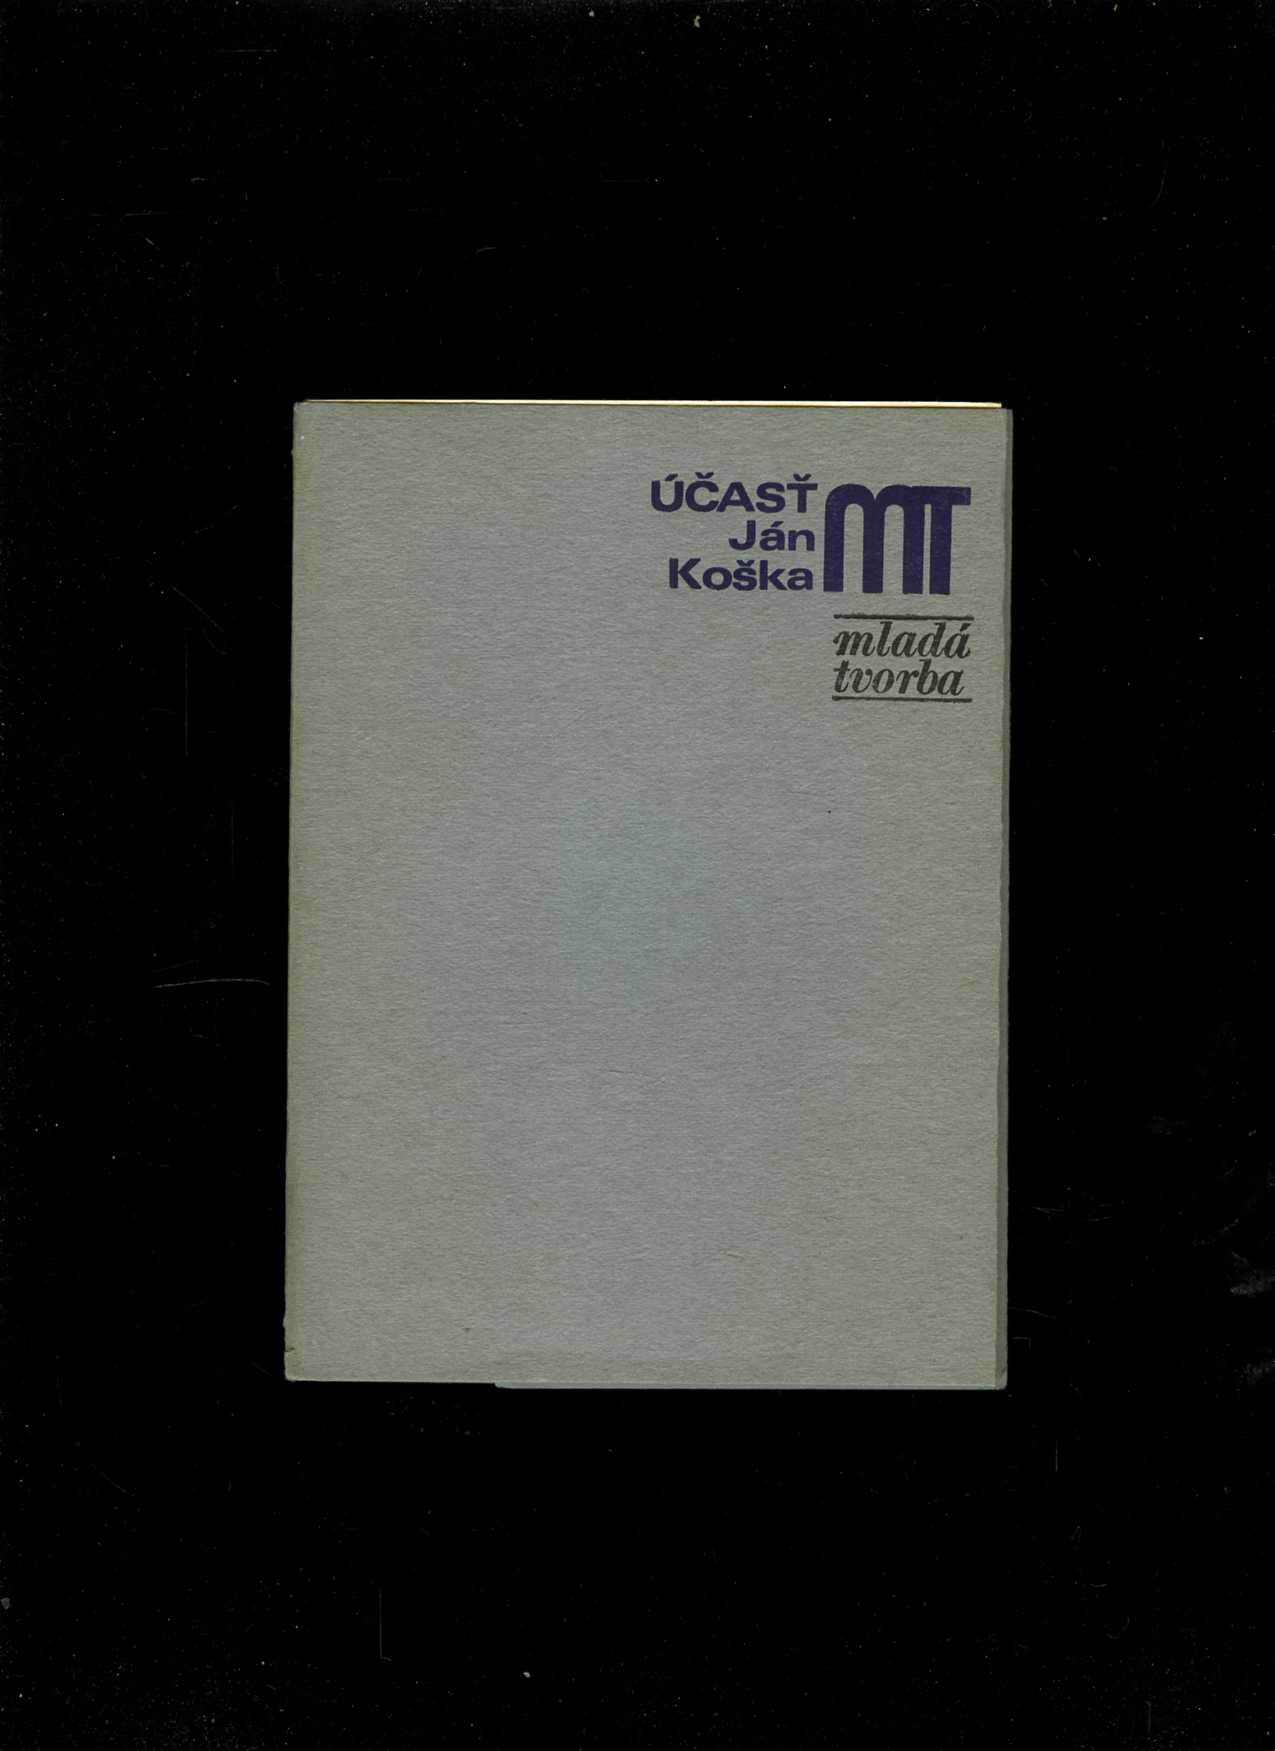 ÚČASŤ
Ján
Koška
MT
mladá
tvorba